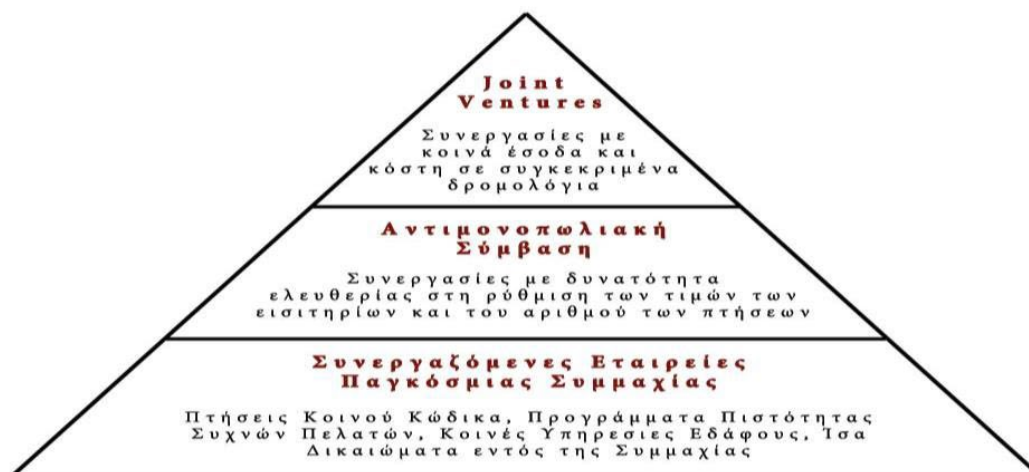 Joint
Ventures
Συνεργασίες με
κοινά έσοδα και
κόστη σε συγκεκριμένα
δρομολόγια
Αντιμονοπωλιακή
Σύμβαση
Συνεργασίες με δυνατότητα
ελευθερίας στη ρύθμιση των τιμών των
εισιτηρίων και του αριθμού των πτήσεων
Συνεργαζόμενες Εταιρείες
Παγκόσμιας Συμμαχίας
Πτήσεις Κοινού Κώδικα, Προγράμματα Πιστότητας
Συχνών Πελατών, Κοινές Υπηρεσιες Εδάφους, Ίσα
Δικαιώματα εντός της Συμμαχίας